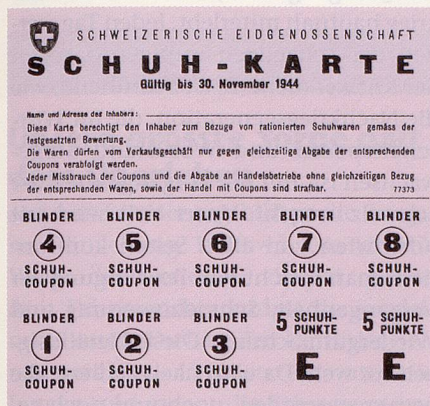 SCHWEIZERISCHE EIDGENOSSENSCHAFT
SCHUH-KARTE
Gültig bis 30. November 1944
Name und Adresse des Inhabers:
Diese Karte berechtigt den Inhaber zum Bezuge von rationierten Schuhwaren gemäss der
festgesetzten Bewertung.
Die Waren dürfen vom Verkaufsgeschäft nur gegen gleichzeitige Abgabe der entsprechenden
Coupons verabfolgt werden.
Jeder Missbrauch der Coupons und die Abgabe an Handelsbetriebe ohne gleichzeitigen Bezug
der entsprechenden Waren, sowie der Handel mit Coupons sind strafbar. 77373
BLINDER BLINDER BLINDER BLINDER BLINDER
4 5 6 7 8
SCHUH- SCHUH- SCHUH- SCHUH- SCHUH-
COUPON COUPON COUPON COUPON COUPON
BLINDER BLINDER BLINDER 5 SCHUH-PUNKTE 5 SCHUH-PUNKTE
1 2 3 E E
SCHUH- SCHUH- SCHUH-
COUPON COUPON COUPON